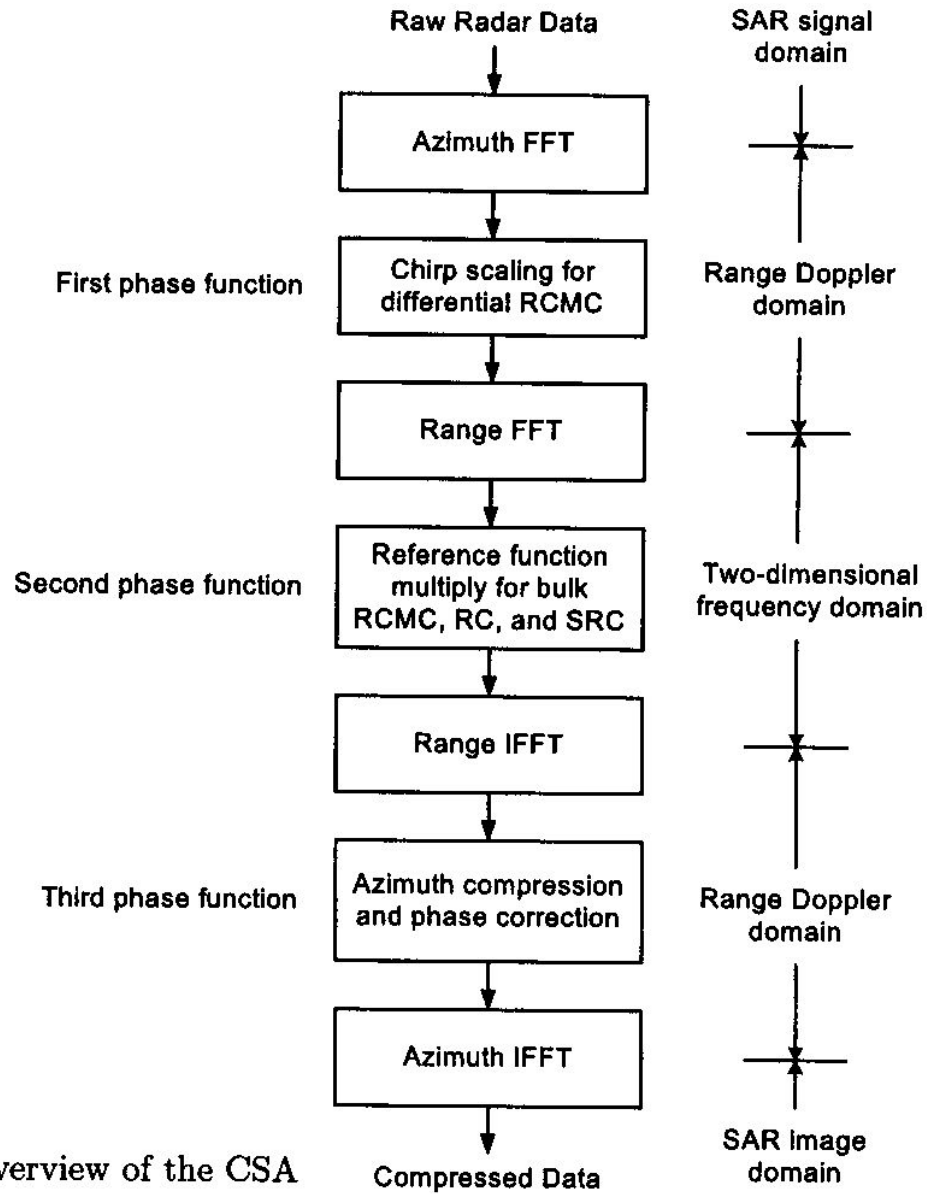 Raw Radar Data
SAR signal
domain
Azimuth FFT
First phase function
Chirp scaling for
differential RCMC
Range Doppler
domain
Range FFT
Second phase function
Reference function
multiply for bulk
RCMC, RC, and SRC
Two-dimensional
frequency domain
Range IFFT
Third phase function
Azimuth compression
and phase correction
Range Doppler
domain
Azimuth IFFT
verview of the CSA
Compressed Data
SAR image
domain